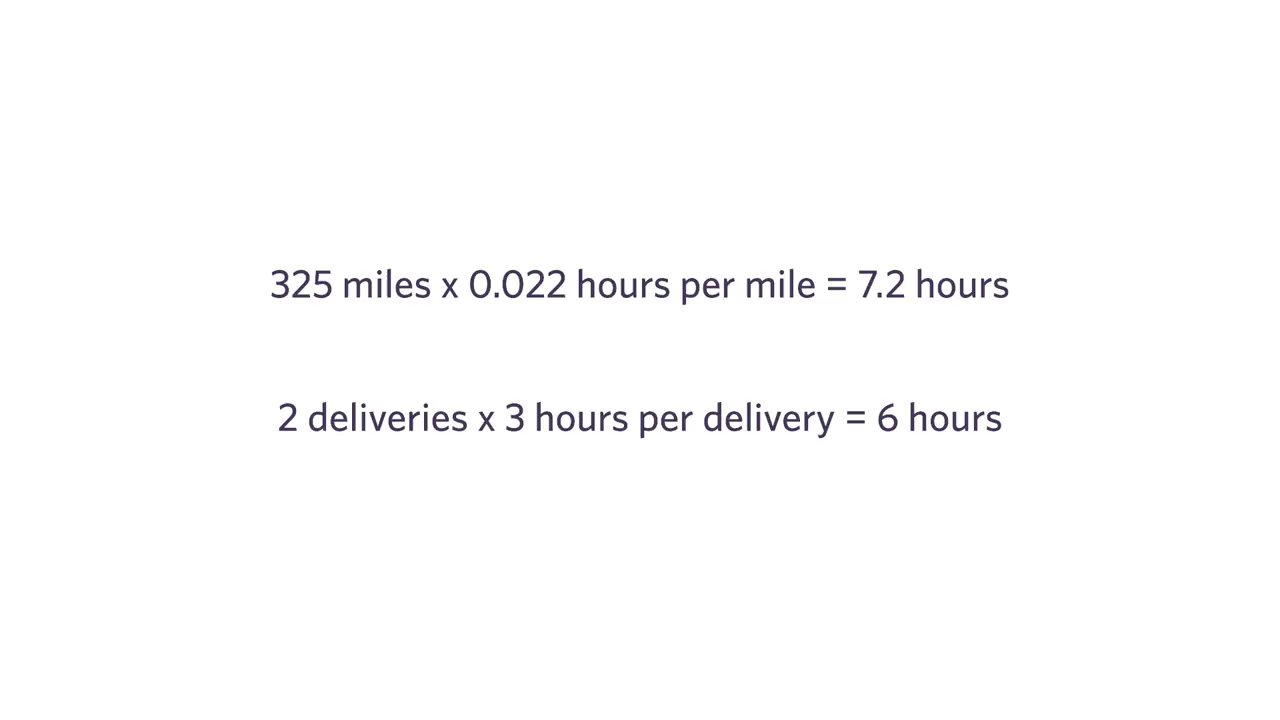 325 miles x 0.022 hours per mile = 7.2 hours
2 deliveries x 3 hours per delivery = 6 hours